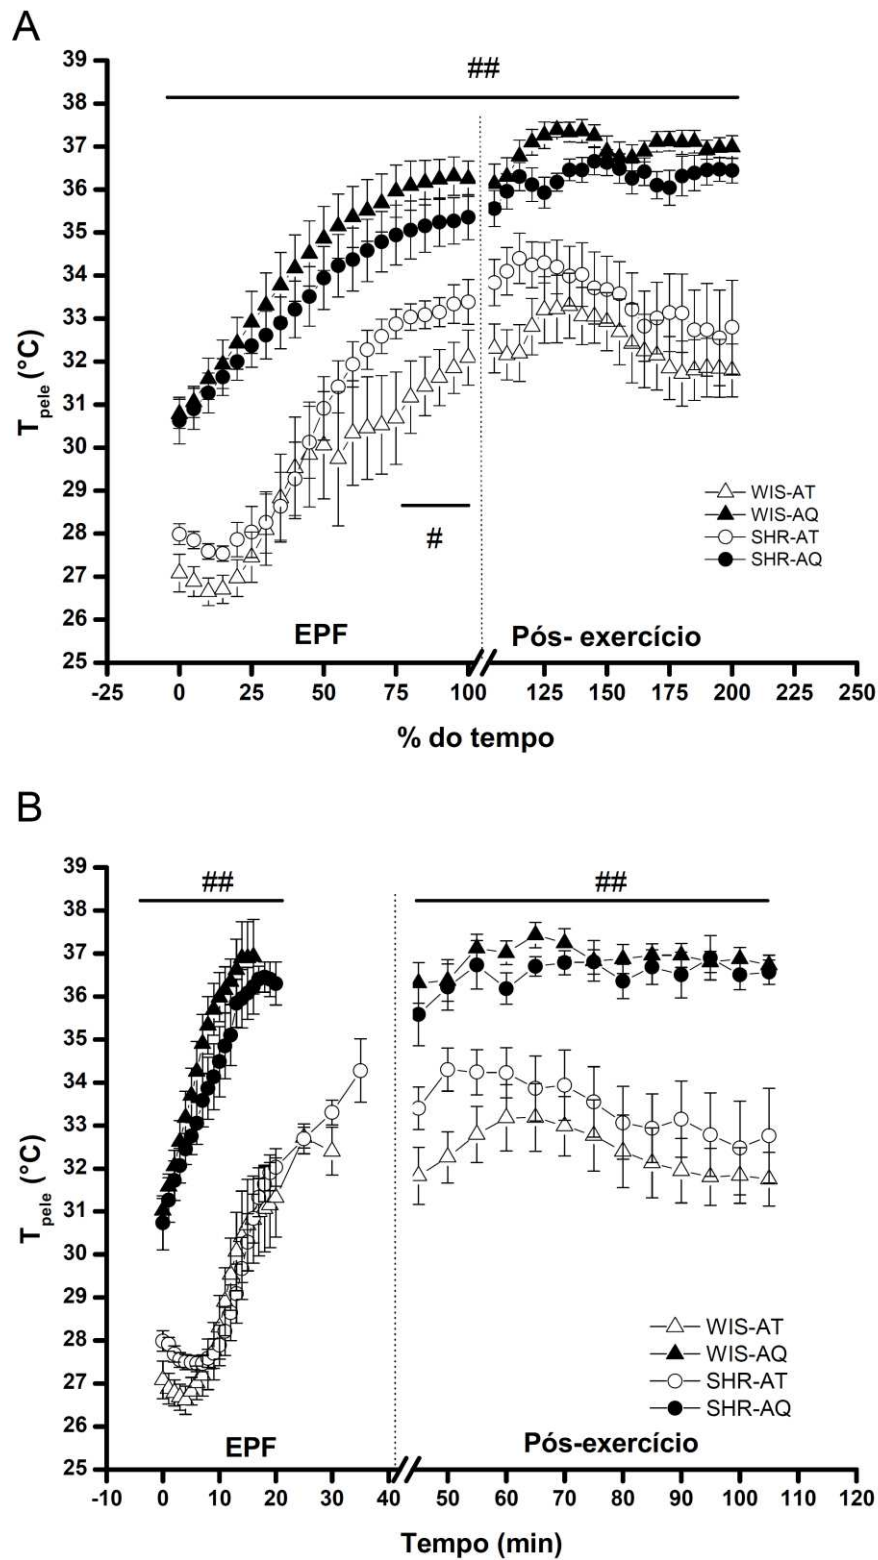 A
39
38
37
36
35
34
33
32
31
30
29
28
27
26
25
T pele (°C)
##
#
WIS-AT
WIS-AQ
SHR-AT
SHR-AQ
EPF
Pós- exercício
-25 0 25 50 75 100 125 150 175 200 225 250
% do tempo
B
39
38
37
36
35
34
33
32
31
30
29
28
27
26
25
T pele (°C)
## ##
WIS-AT
WIS-AQ
SHR-AT
SHR-AQ
EPF
Pós-exercício
-10 0 10 20 30 40 50 60 70 80 90 100 110 120
Tempo (min)